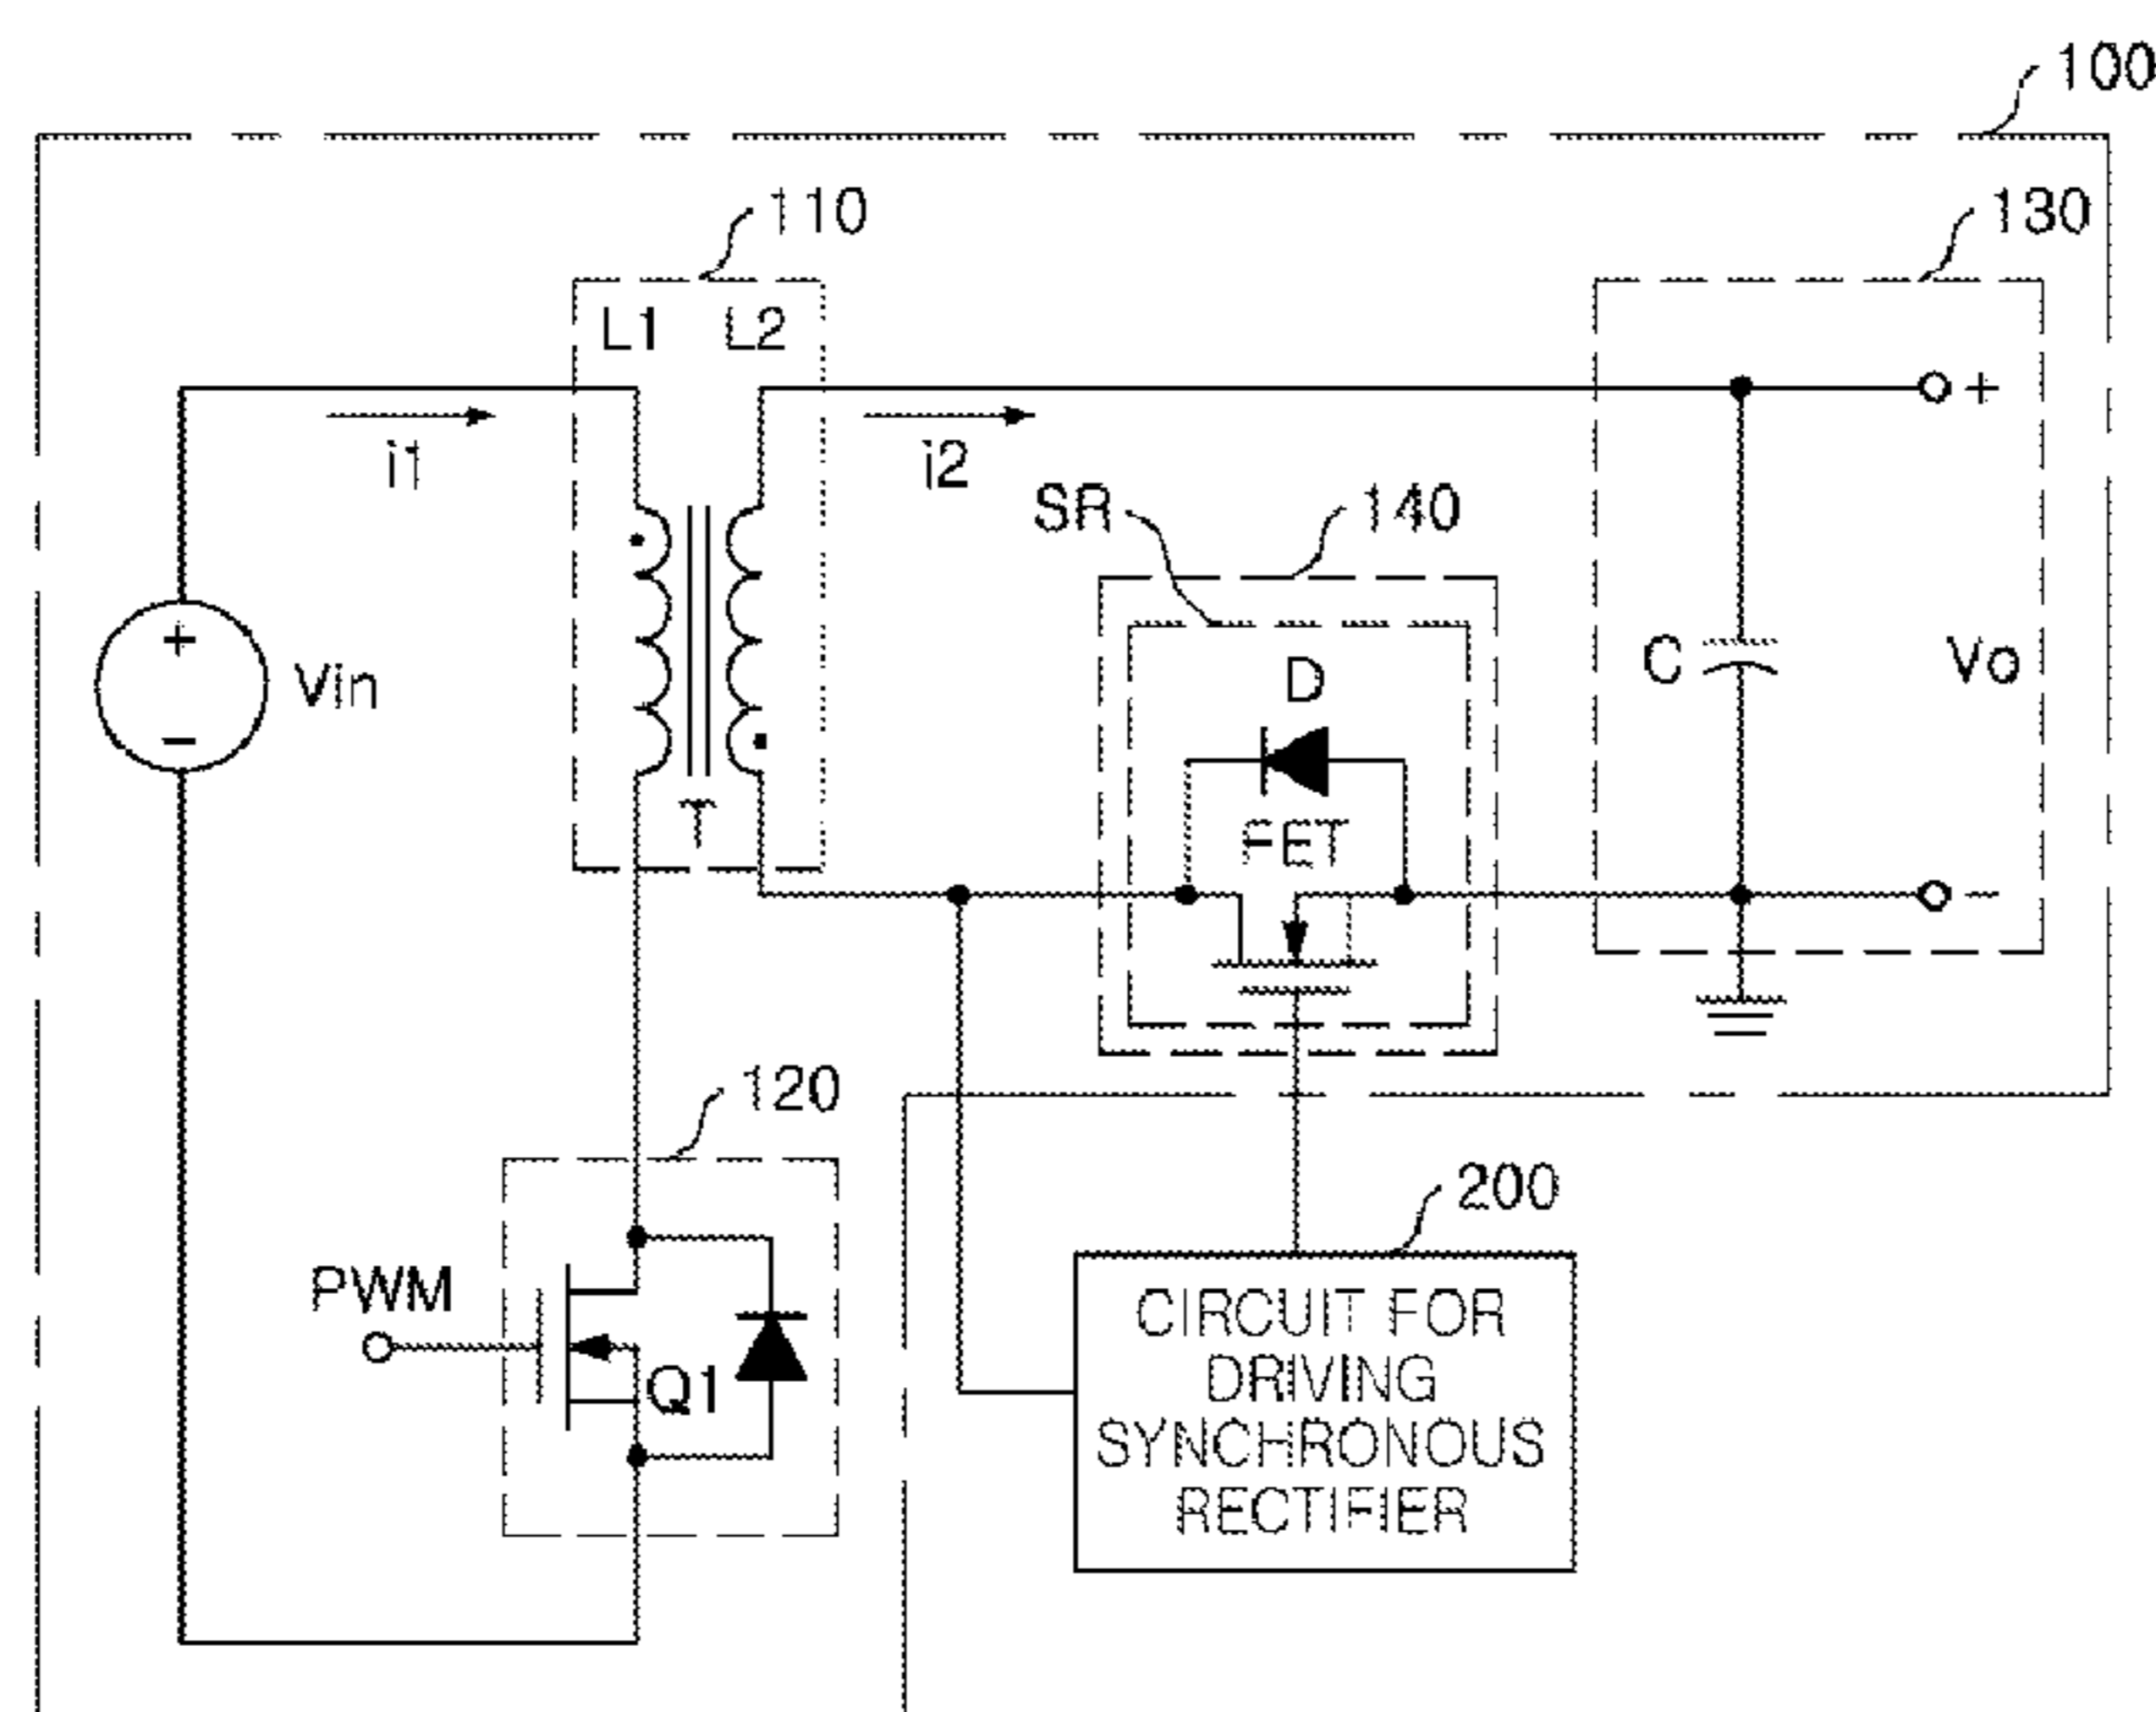 100
110
130
L1 L2
+
i1
i2
SR
140
+
Vin
−
D
C
Vo
T
FET
−
120
200
PWM
Q1
CIRCUIT FOR
DRIVING
SYNCHRONOUS
RECTIFIER